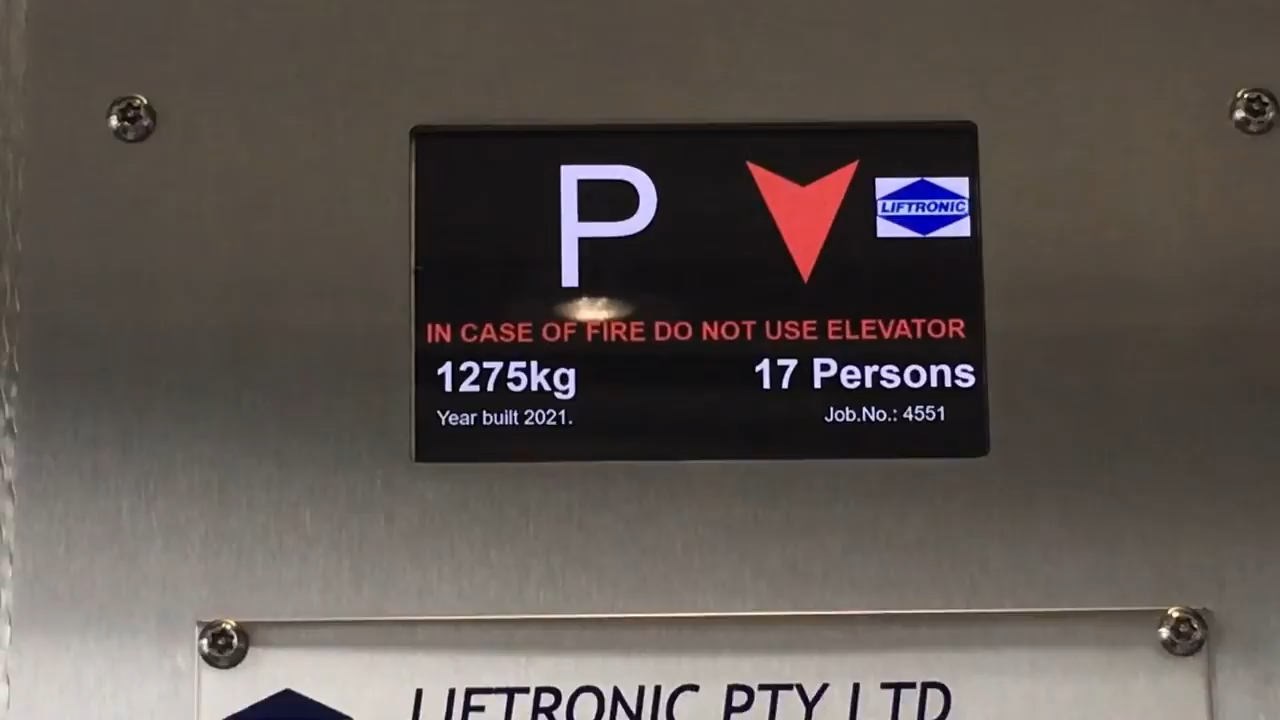 P
LIFTRONIC
IN CASE OF FIRE DO NOT USE ELEVATOR
1275kg 17 Persons
Year built 2021. Job.No.: 4551
LIFTRONIC PTY LTD